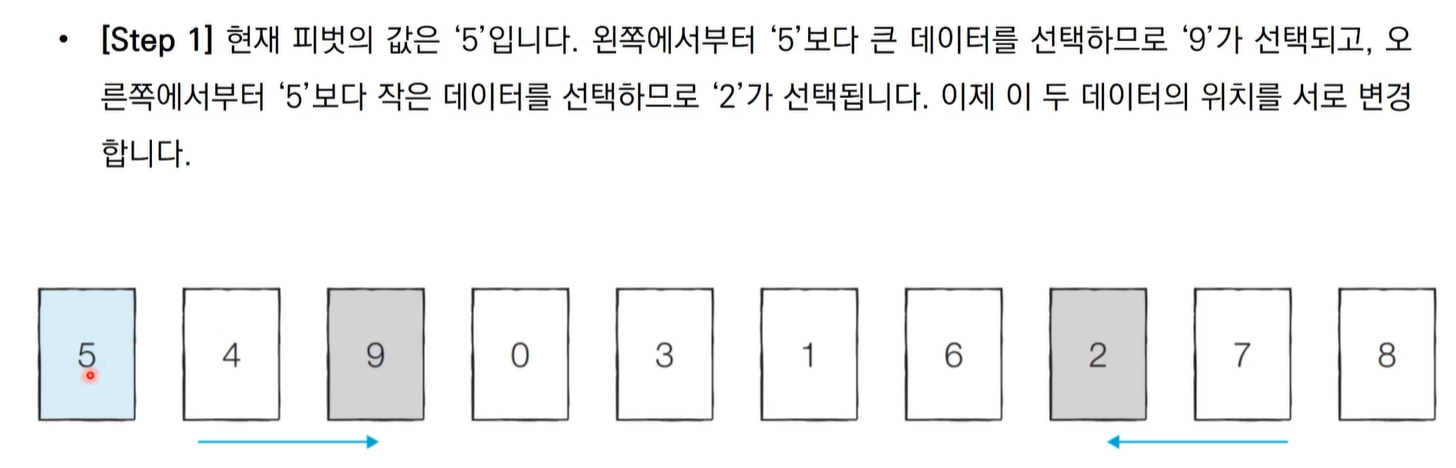 • [Step 1] 현재 피벗의 값은 ‘5’입니다. 왼쪽에서부터 ‘5’보다 큰 데이터를 선택하므로 ‘9’가 선택되고, 오
른쪽에서부터 ‘5’보다 작은 데이터를 선택하므로 ‘2’가 선택됩니다. 이제 이 두 데이터의 위치를 서로 변경
합니다.
5 4 9 0 3 1 6 2 7 8